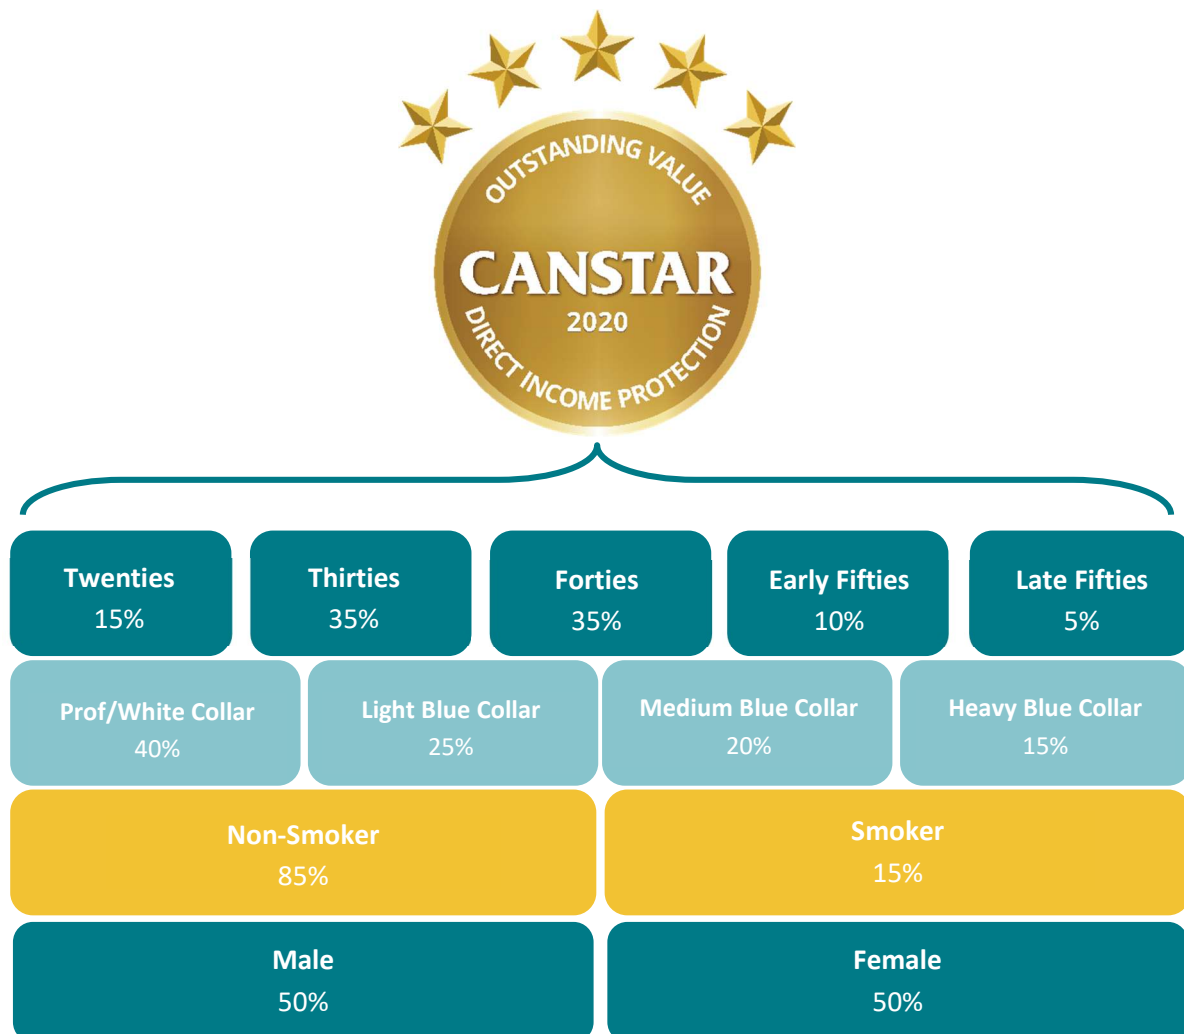 OUTSTANDING VALUE
CANSTAR
2020
DIRECT INCOME PROTECTION
Twenties
15%
Thirties
35%
Forties
35%
Early Fifties
10%
Late Fifties
5%
Prof/White Collar
40%
Light Blue Collar
25%
Medium Blue Collar
20%
Heavy Blue Collar
15%
Non-Smoker
85%
Smoker
15%
Male
50%
Female
50%